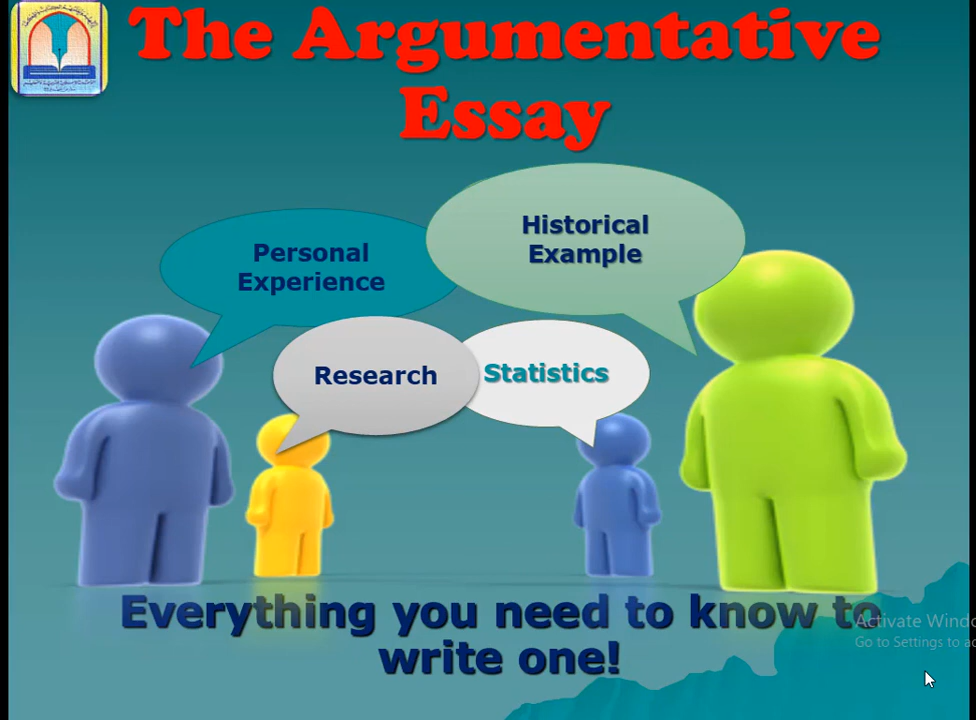 The Argumentative
Essay
Historical
Example
Personal
Experience
Research
Statistics
Everything you need to know to
write one!
Activate Windo
Go to Settings to ac